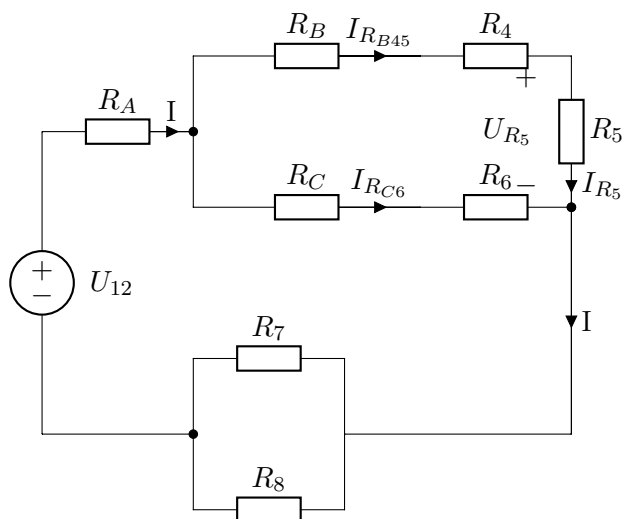 R_B I_{R_{B45}} R_4
+
R_A I
U_{R_5} R_5
R_C I_{R_{C6}} R_6 − I_{R_5}
+
−
U_{12}
I
R_7
R_8